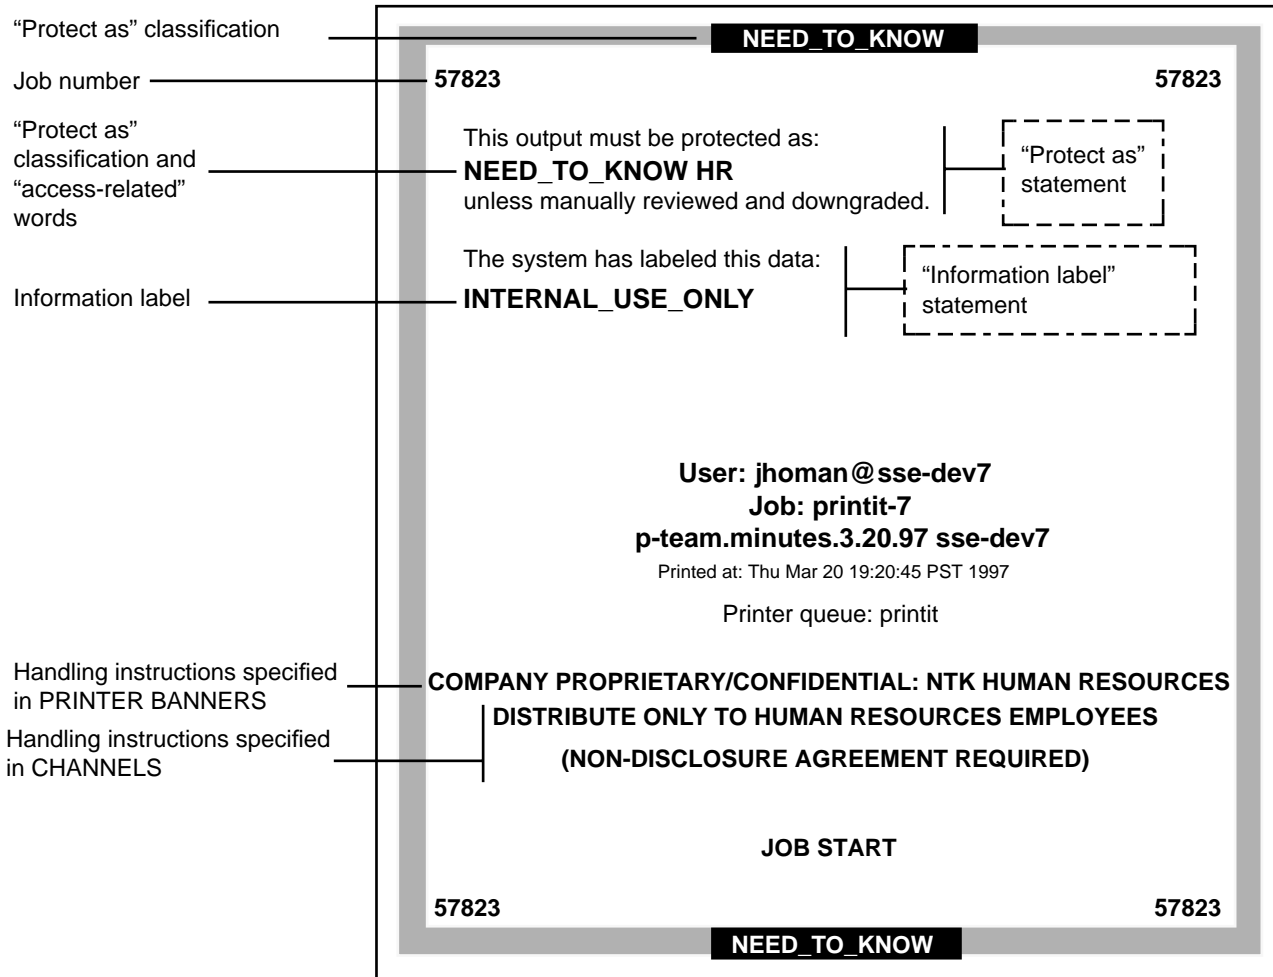 “Protect as” classification
NEED_TO_KNOW
Job number
57823
57823
“Protect as”
classification and
“access-related”
words
This output must be protected as:
NEED_TO_KNOW HR
unless manually reviewed and downgraded.
“Protect as”
statement
The system has labeled this data:
INTERNAL_USE_ONLY
Information label
“Information label”
statement
User: jhoman@sse-dev7
Job: printit-7
p-team.minutes.3.20.97 sse-dev7
Printed at: Thu Mar 20 19:20:45 PST 1997
Printer queue: printit
Handling instructions specified
in PRINTER BANNERS
COMPANY PROPRIETARY/CONFIDENTIAL: NTK HUMAN RESOURCES
Handling instructions specified
in CHANNELS
DISTRIBUTE ONLY TO HUMAN RESOURCES EMPLOYEES
(NON-DISCLOSURE AGREEMENT REQUIRED)
JOB START
57823
57823
NEED_TO_KNOW